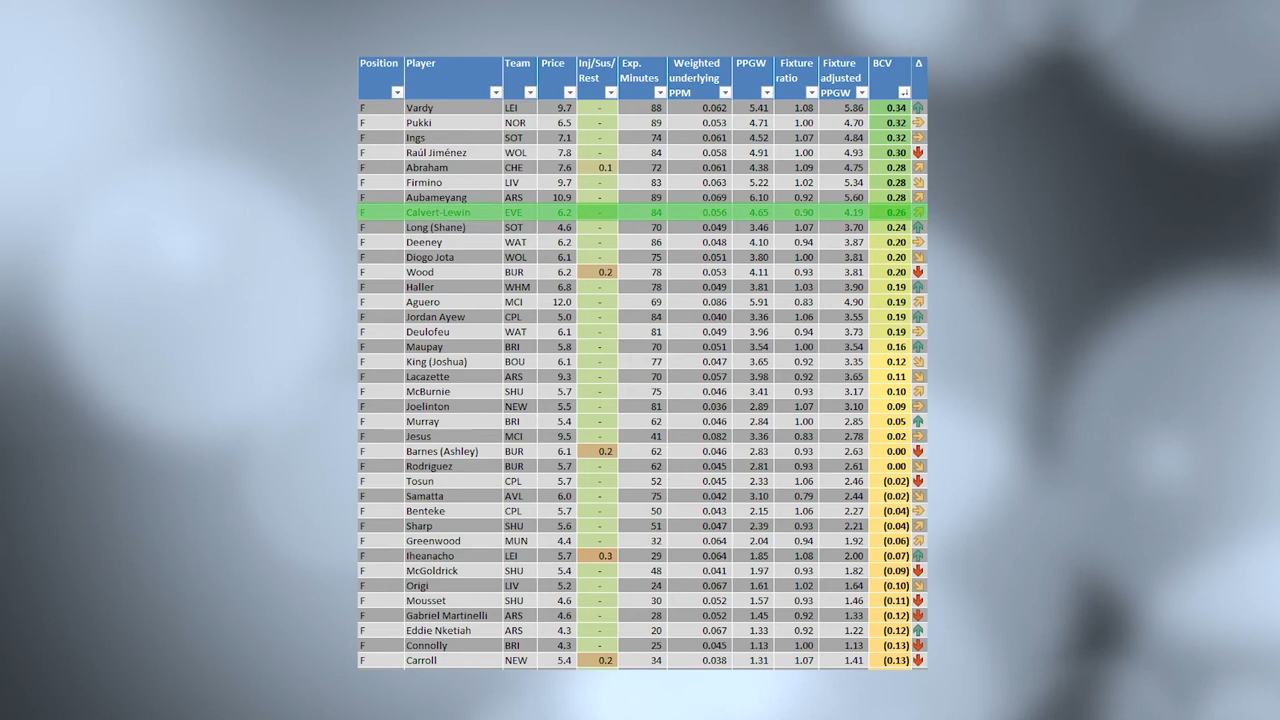 Position Player Team Price Inj/Sus/ Rest Exp. Minutes Weighted underlying PPM PPGW Fixture ratio Fixture adjusted PPGW BCV Δ
F Vardy LEI 9.7 - 88 0.062 5.41 1.08 5.86 0.34
F Pukki NOR 6.5 - 89 0.053 4.71 1.00 4.70 0.32
F Ings SOT 7.1 - 74 0.061 4.52 1.07 4.84 0.32
F Raúl Jiménez WOL 7.8 - 84 0.058 4.91 1.00 4.93 0.30
F Abraham CHE 7.6 0.1 72 0.061 4.38 1.09 4.75 0.28
F Firmino LIV 9.7 - 83 0.063 5.22 1.02 5.34 0.28
F Aubameyang ARS 10.9 - 89 0.069 6.10 0.92 5.60 0.28
F Calvert-Lewin EVE 6.2 - 84 0.056 4.65 0.90 4.19 0.26
F Long (Shane) SOT 4.6 - 70 0.049 3.46 1.07 3.70 0.24
F Deeney WAT 6.2 - 86 0.048 4.10 0.94 3.87 0.20
F Diogo Jota WOL 6.1 - 75 0.051 3.80 1.00 3.81 0.20
F Wood BUR 6.2 0.2 78 0.053 4.11 0.93 3.81 0.20
F Haller WHM 6.8 - 78 0.049 3.81 1.03 3.90 0.19
F Aguero MCI 12.0 - 69 0.086 5.91 0.83 4.90 0.19
F Jordan Ayew CPL 5.0 - 84 0.040 3.36 1.06 3.55 0.19
F Deulofeu WAT 6.1 - 81 0.049 3.96 0.94 3.73 0.19
F Maupay BRI 5.8 - 70 0.051 3.54 1.00 3.54 0.16
F King (Joshua) BOU 6.1 - 77 0.047 3.65 0.92 3.35 0.12
F Lacazette ARS 9.3 - 70 0.057 3.98 0.92 3.65 0.11
F McBurnie SHU 5.7 - 75 0.046 3.41 0.93 3.17 0.10
F Joelinton NEW 5.5 - 81 0.036 2.89 1.07 3.10 0.09
F Murray BRI 5.4 - 62 0.046 2.84 1.00 2.85 0.05
F Jesus MCI 9.5 - 41 0.082 3.36 0.83 2.78 0.02
F Barnes (Ashley) BUR 6.1 0.2 62 0.046 2.83 0.93 2.63 0.00
F Rodriguez BUR 5.7 - 62 0.045 2.81 0.93 2.61 0.00
F Tosun CPL 5.7 - 52 0.045 2.33 1.06 2.46 (0.02)
F Samatta AVL 6.0 - 75 0.042 3.10 0.79 2.44 (0.02)
F Benteke CPL 5.7 - 50 0.043 2.15 1.06 2.27 (0.04)
F Sharp SHU 5.6 - 51 0.047 2.39 0.93 2.21 (0.04)
F Greenwood MUN 4.4 - 32 0.064 2.04 0.94 1.92 (0.06)
F Iheanacho LEI 5.7 0.3 29 0.064 1.85 1.08 2.00 (0.07)
F McGoldrick SHU 5.4 - 48 0.041 1.97 0.93 1.82 (0.09)
F Origi LIV 5.2 - 24 0.067 1.61 1.02 1.64 (0.10)
F Mousset SHU 4.6 - 30 0.052 1.57 0.93 1.46 (0.11)
F Gabriel Martinelli ARS 4.6 - 28 0.052 1.45 0.92 1.33 (0.12)
F Eddie Nketiah ARS 4.3 - 20 0.067 1.33 0.92 1.22 (0.12)
F Connolly BRI 4.3 - 25 0.045 1.13 1.00 1.13 (0.13)
F Carroll NEW 5.4 0.2 34 0.038 1.31 1.07 1.41 (0.13)